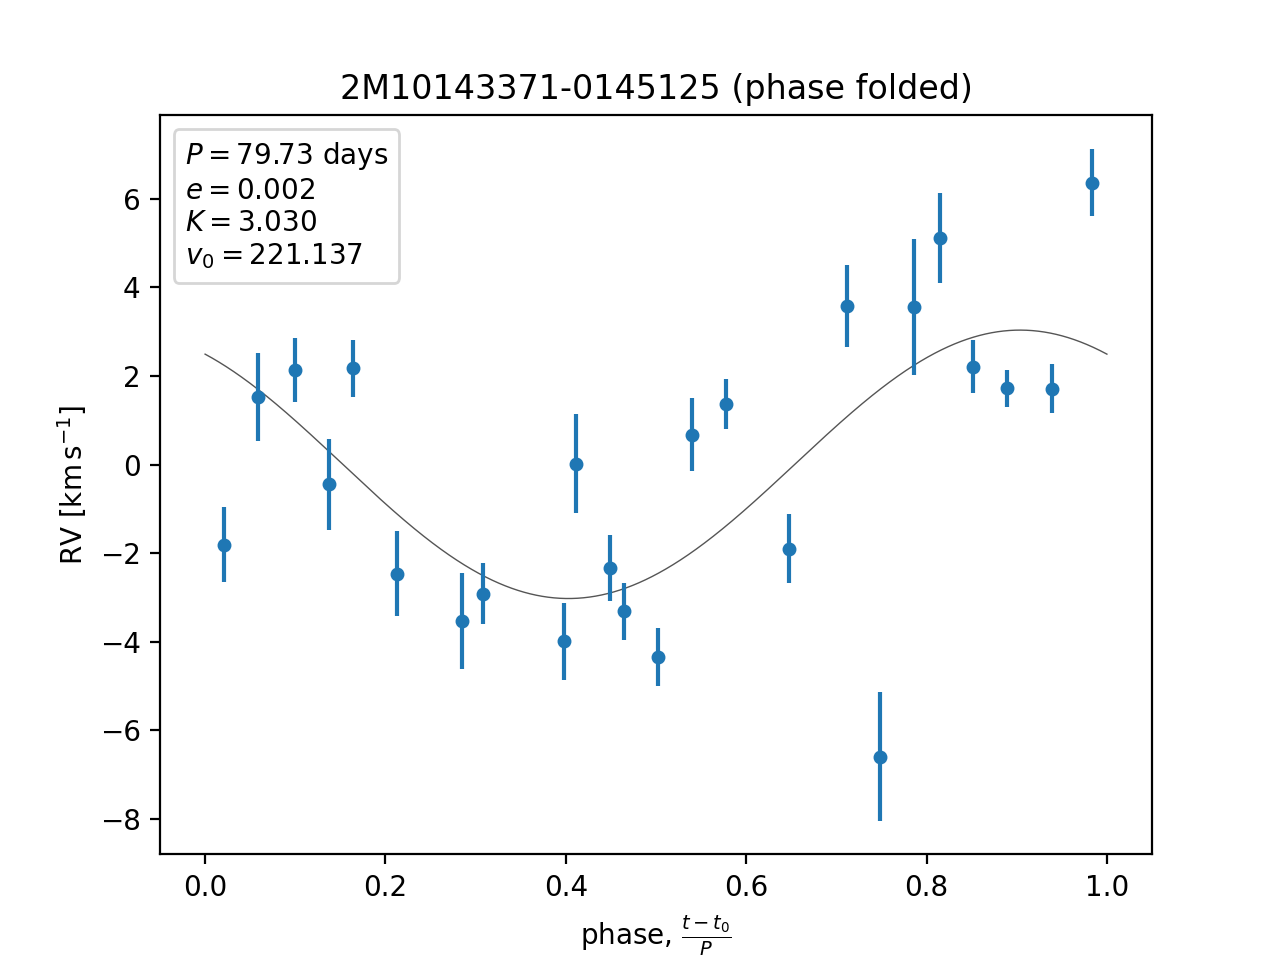 2M10143371-0145125 (phase folded)
P = 79.73 days
e = 0.002
K = 3.030
v₀ = 221.137
6
4
2
0
−2
−4
−6
−8
RV [km s⁻¹]
0.0 0.2 0.4 0.6 0.8 1.0
phase, (t − t₀)/P